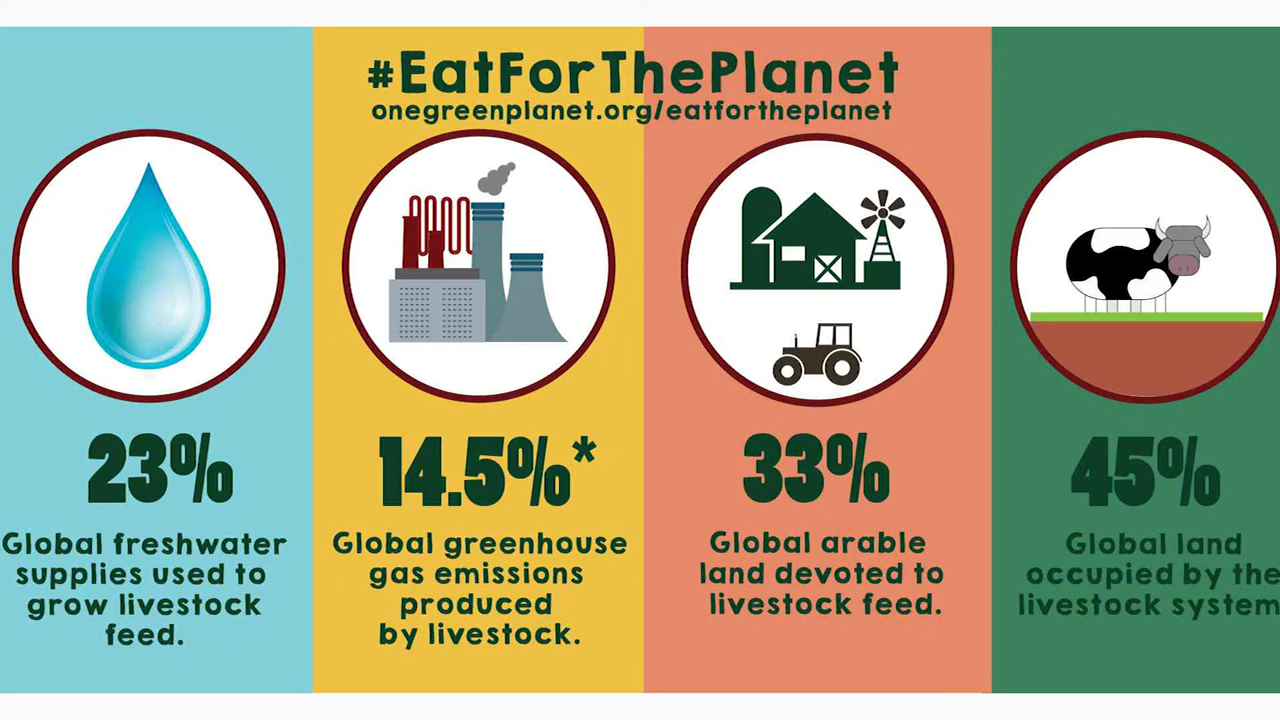 #EatForThePlanet
onegreenplanet.org/eatfortheplanet
23%
Global freshwater
supplies used to
grow livestock
feed.
14.5%*
Global greenhouse
gas emissions
produced
by livestock.
33%
Global arable
land devoted to
livestock feed.
45%
Global land
occupied by the
livestock system